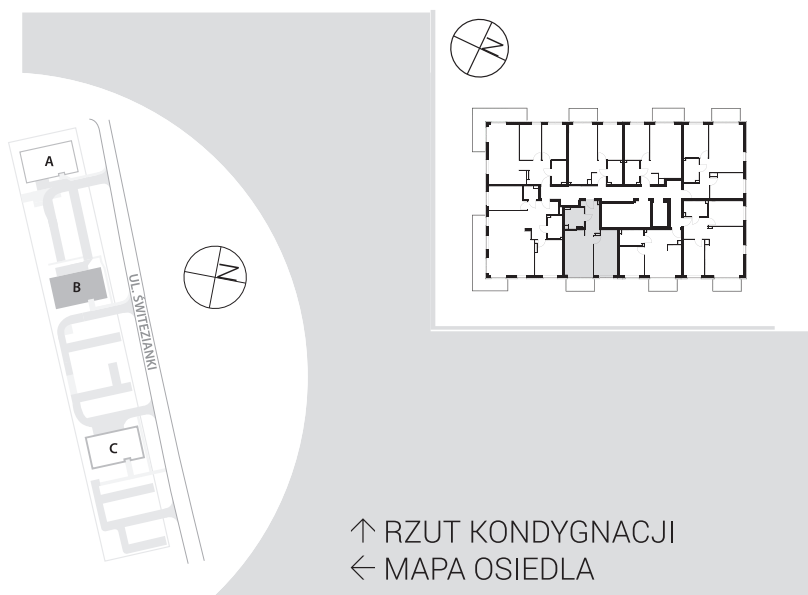 N
A
B
N
UL. ŚWITEZIANKI
C
↑ RZUT KONDYGNACJI
← MAPA OSIEDLA